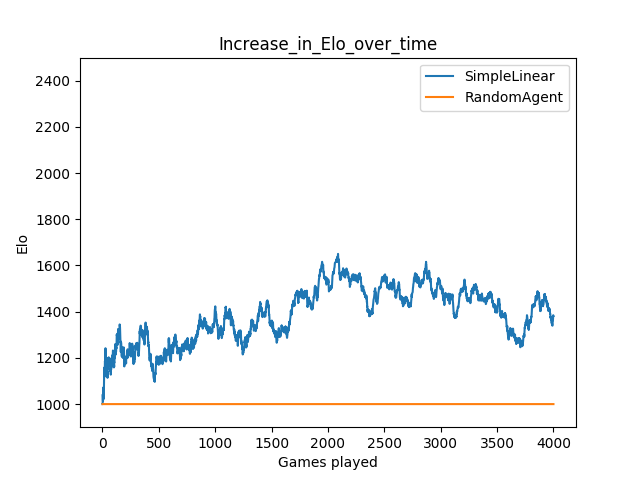 Increase_in_Elo_over_time
SimpleLinear
RandomAgent
2400
2200
2000
1800
1600
1400
1200
1000
Elo
0 500 1000 1500 2000 2500 3000 3500 4000
Games played